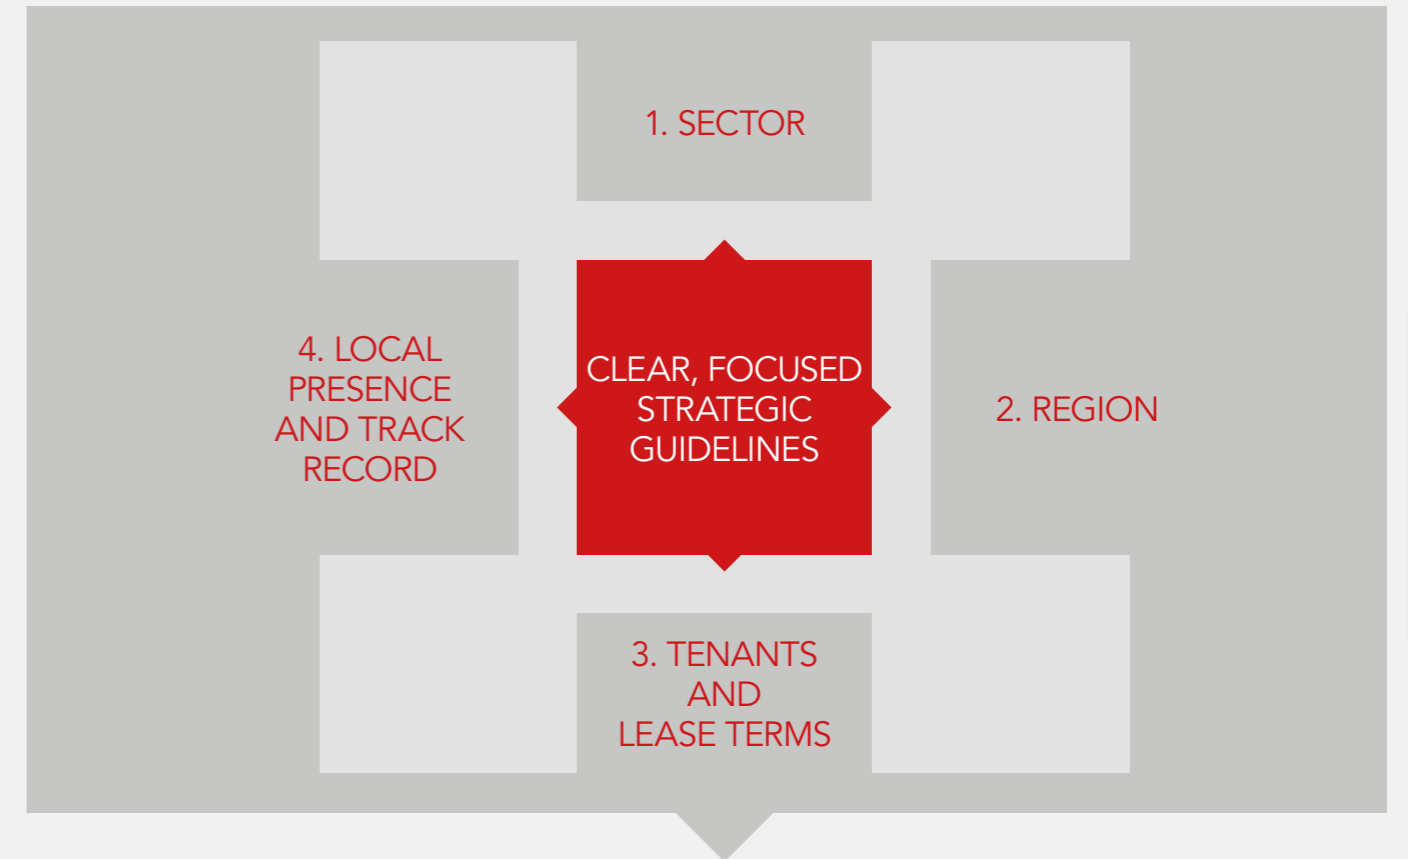 1. SECTOR
4. LOCAL
PRESENCE
AND TRACK
RECORD
CLEAR, FOCUSED
STRATEGIC
GUIDELINES
2. REGION
3. TENANTS
AND
LEASE TERMS